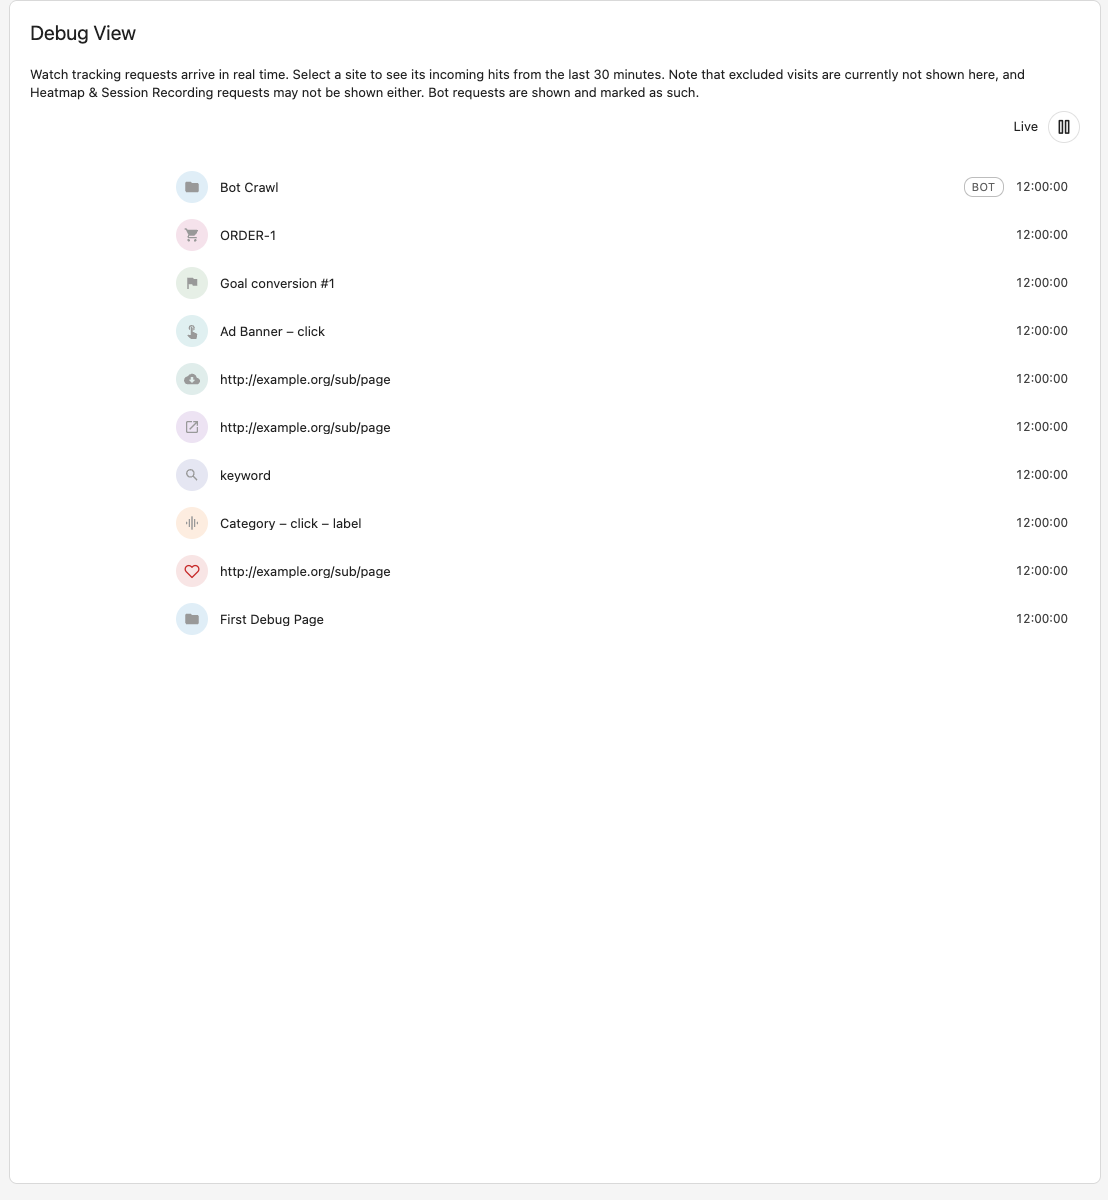 Debug View
Watch tracking requests arrive in real time. Select a site to see its incoming hits from the last 30 minutes. Note that excluded visits are currently not shown here, and
Heatmap & Session Recording requests may not be shown either. Bot requests are shown and marked as such.
Live
Bot Crawl BOT 12:00:00
ORDER-1 12:00:00
Goal conversion #1 12:00:00
Ad Banner – click 12:00:00
http://example.org/sub/page 12:00:00
http://example.org/sub/page 12:00:00
keyword 12:00:00
Category – click – label 12:00:00
http://example.org/sub/page 12:00:00
First Debug Page 12:00:00